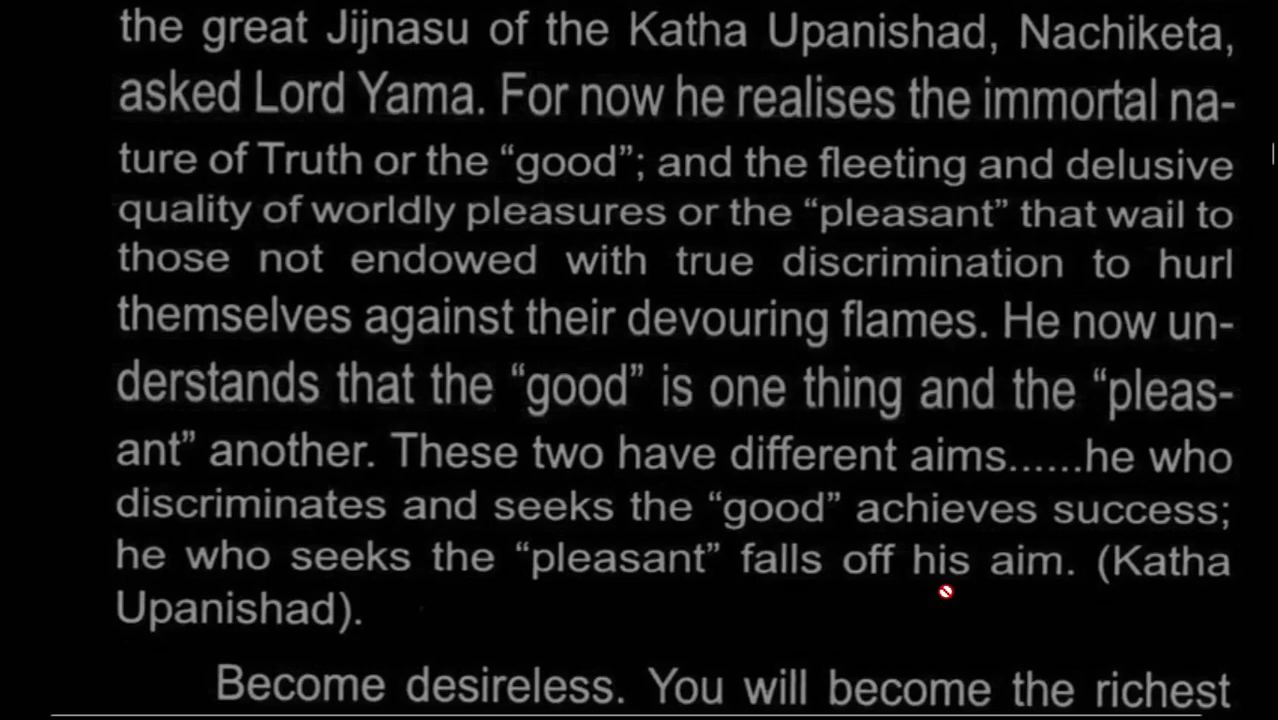 the great Jijnasu of the Katha Upanishad, Nachiketa,
asked Lord Yama. For now he realises the immortal na-
ture of Truth or the “good”; and the fleeting and delusive
quality of worldly pleasures or the “pleasant” that wail to
those not endowed with true discrimination to hurl
themselves against their devouring flames. He now un-
derstands that the “good” is one thing and the “pleas-
ant” another. These two have different aims......he who
discriminates and seeks the “good” achieves success;
he who seeks the “pleasant” falls off his aim. (Katha
Upanishad).
Become desireless. You will become the richest